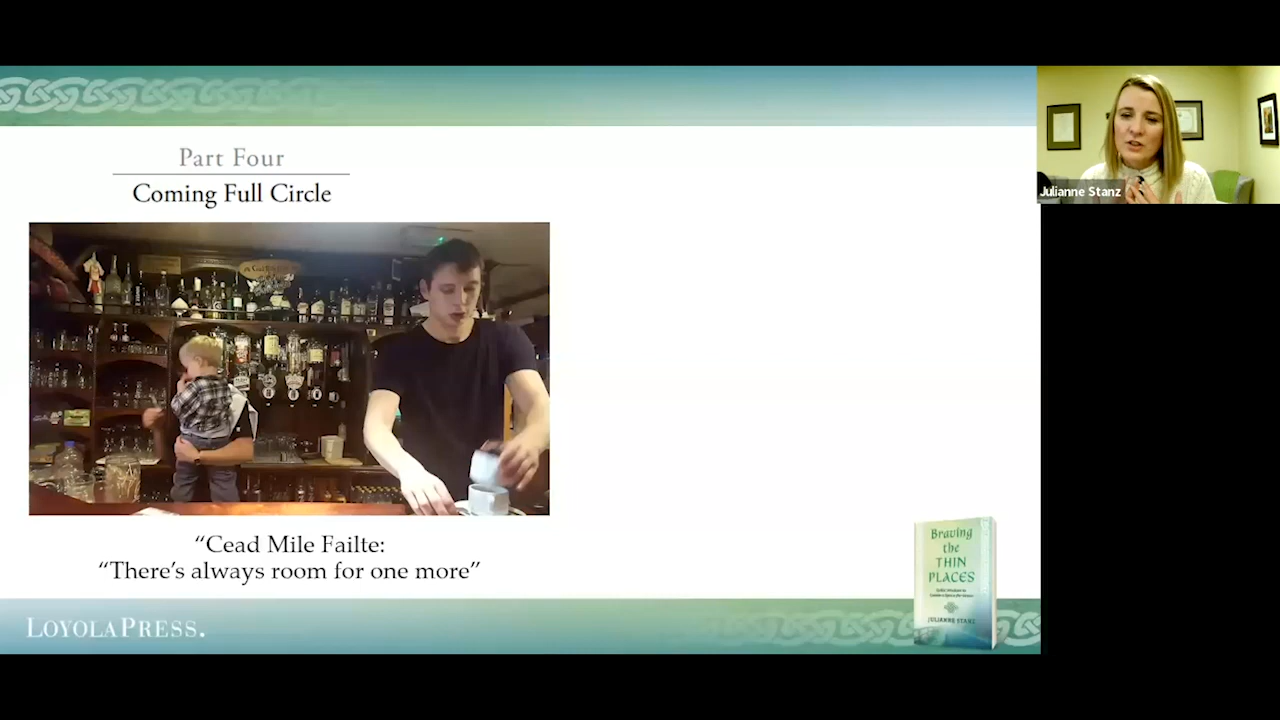 Part Four
Coming Full Circle
“Cead Mile Failte:
“There’s always room for one more”
LOYOLAPRESS.
Braving
the
THIN
PLACES
JULIANNE STANZ
Julianne Stanz